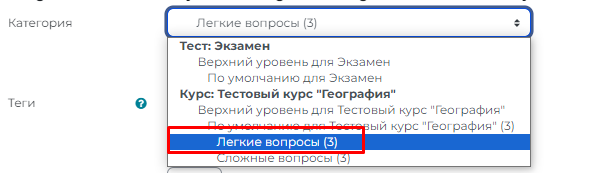 Категория
Легкие вопросы (3)
Тест: Экзамен
Верхний уровень для Экзамен
По умолчанию для Экзамен
Курс: Тестовый курс "География"
Верхний уровень для Тестовый курс "География"
Теги
По умолчанию для Тестовый курс "География" (3)
Легкие вопросы (3)
Сложные вопросы (3)